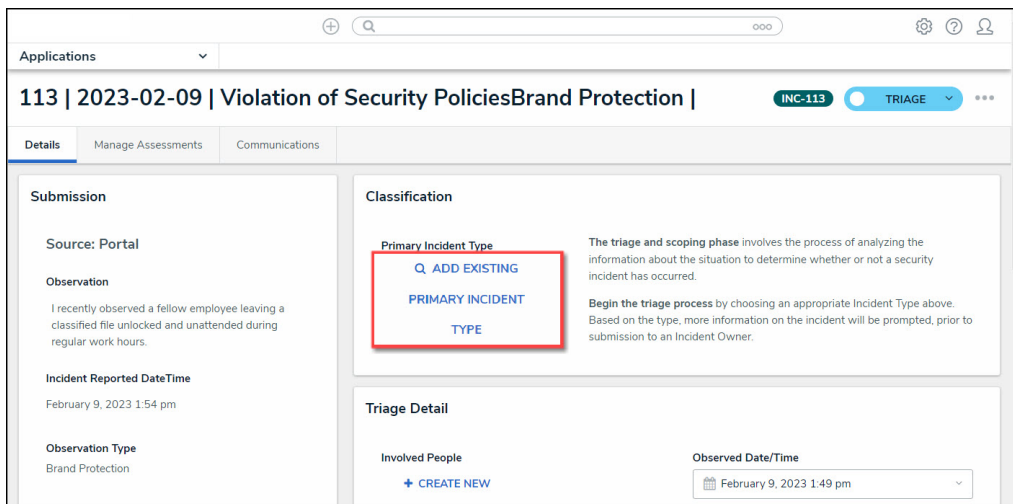 ooo
Applications
113 | 2023-02-09 | Violation of Security PoliciesBrand Protection |
INC-113
TRIAGE
Details
Manage Assessments
Communications
Submission
Source: Portal
Observation
I recently observed a fellow employee leaving a
classified file unlocked and unattended during
regular work hours.
Incident Reported DateTime
February 9, 2023 1:54 pm
Observation Type
Brand Protection
Classification
Primary Incident Type
ADD EXISTING
PRIMARY INCIDENT
TYPE
The triage and scoping phase involves the process of analyzing the
information about the situation to determine whether or not a security
incident has occurred.
Begin the triage process by choosing an appropriate Incident Type above.
Based on the type, more information on the incident will be prompted, prior to
submission to an Incident Owner.
Triage Detail
Involved People
+ CREATE NEW
Observed Date/Time
February 9, 2023 1:49 pm